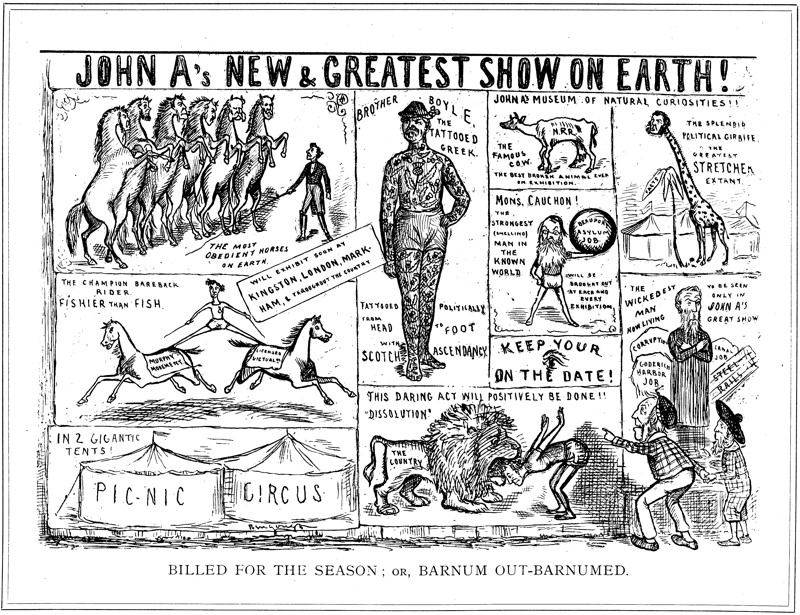 JOHN A's NEW & GREATEST SHOW ON EARTH!
THE MOST
OBEDIENT HORSES
ON EARTH.
WILL EXHIBIT SOON AT
KINGSTON, LONDON, MARK-
HAM, & THROUGHOUT THE COUNTRY
THE CHAMPION BAREBACK
RIDER
FISHIER THAN FISH.
MURPHY
MOVEMENT
LICENSED
VICTUAL
IN 2 GIGANTIC
TENTS!
PIC-NIC
CIRCUS
Bengough
BROTHER BOYLE,
THE
TATTOOED
GREEK.
TATTOOED POLITICALLY
FROM
HEAD TO FOOT
WITH
SCOTCH ASCENDANCY.
JOHN A's MUSEUM OF NATURAL CURIOSITIES!!
N.R.R.
THE
FAMOUS
COW.
THE BEST BROKEN ANIMAL EVER
ON EXHIBITION.
MONS. CAUCHON!
THE
STRONGEST
(SMELLING)
MAN IN
THE
KNOWN
WORLD
BEAUPORT
ASYLUM
JOB
WILL BE
BROUGHT OUT
AT EACH AND
EVERY
EXHIBITION.
KEEP YOUR
ON THE DATE!
THE SPLENDID
POLITICAL GIRAFFE.
THE
GREATEST
STRETCHER
EXTANT.
FACTS
THE
WICKEDEST
MAN
NOW LIVING
TO BE SEEN
ONLY IN
JOHN A'S
GREAT SHOW
CORRUPTION
CANAL
JOB
GODERICH
HARBOR
JOB
STEEL
RAILS
THIS DARING ACT WILL POSITIVELY BE DONE!!
"DISSOLUTION"
THE
COUNTRY
BILLED FOR THE SEASON; OR, BARNUM OUT-BARNUMED.